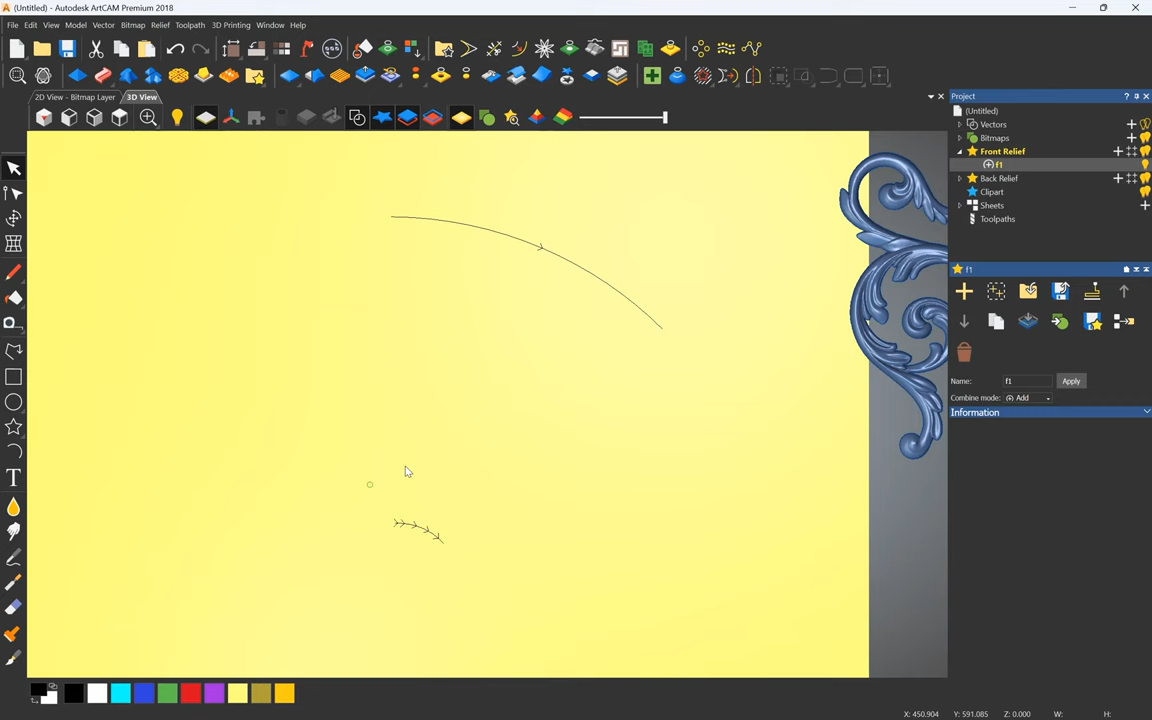 (Untitled) - Autodesk ArtCAM Premium 2018
File Edit View Model Vector Bitmap Relief Toolpath 3D Printing Window Help
2D View - Bitmap Layer 3D View
Project
(Untitled)
Vectors
Bitmaps
Front Relief
f1
Back Relief
Clipart
Sheets
Toolpaths
f1
Name: f1 Apply
Combine mode: Add
Information
X: 450.904 Y: 591.085 Z: 0.000 W: H: